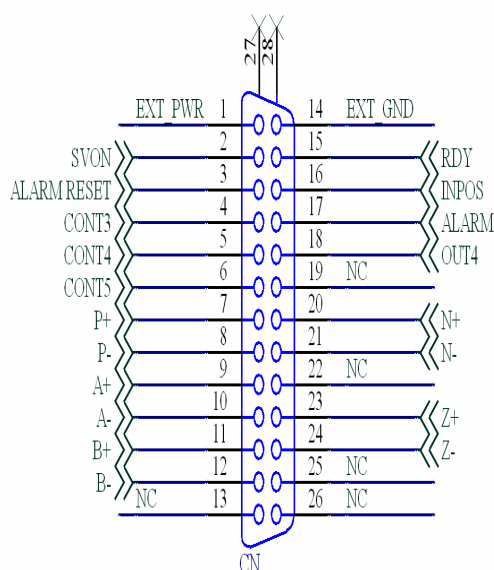 27 28
EXT_PWR 1 14 EXT_GND
2 15
SVON RDY
3 16
ALARM RESET INPOS
4 17
CONT3 ALARM
5 18
CONT4 OUT4
6 19 NC
CONT5
7 20
P+ N+
8 21
P- N-
9 22 NC
A+
10 23
A- Z+
11 24
B+ Z-
12 25 NC
B-
NC 13 26 NC
CN